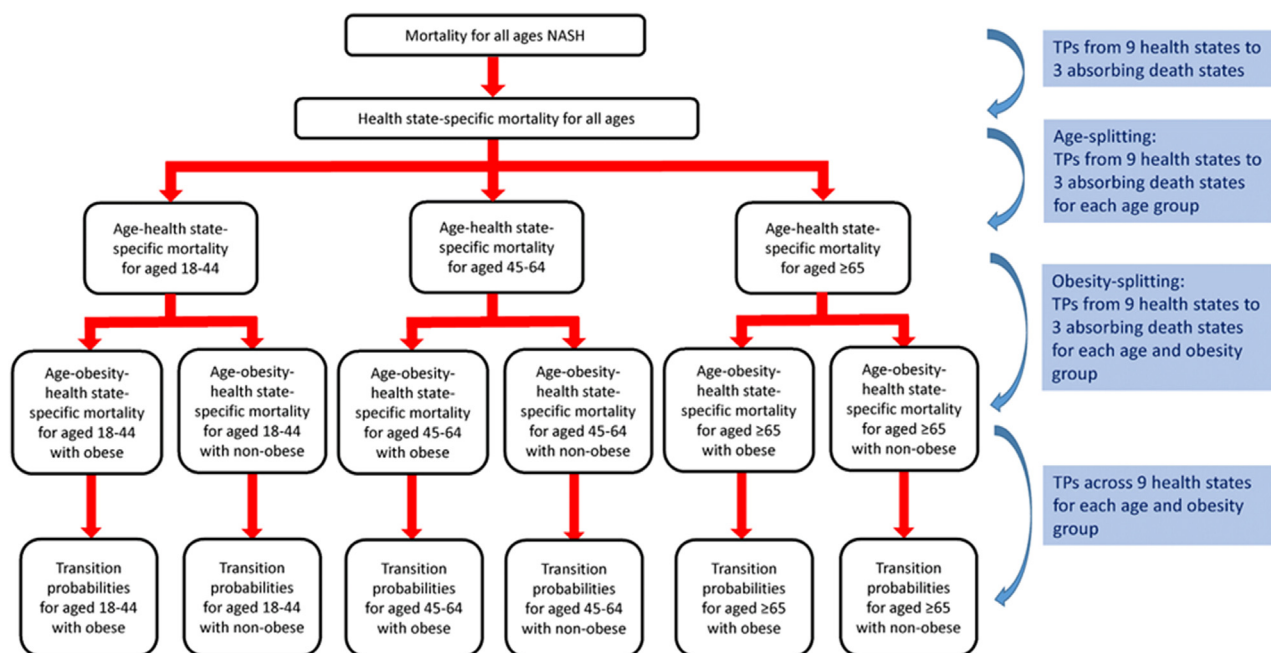 Mortality for all ages NASH
TPs from 9 health states to
3 absorbing death states
Health state-specific mortality for all ages
Age-splitting:
TPs from 9 health states to
3 absorbing death states
for each age group
Age-health state-
specific mortality
for aged 18-44
Age-health state-
specific mortality
for aged 45-64
Age-health state-
specific mortality
for aged ≥65
Obesity-splitting:
TPs from 9 health states to
3 absorbing death states
for each age and obesity
group
Age-obesity-
health state-
specific mortality
for aged 18-44
with obese
Age-obesity-
health state-
specific mortality
for aged 18-44
with non-obese
Age-obesity-
health state-
specific mortality
for aged 45-64
with obese
Age-obesity-
health state-
specific mortality
for aged 45-64
with non-obese
Age-obesity-
health state-
specific mortality
for aged ≥65
with obese
Age-obesity-
health state-
specific mortality
for aged ≥65
with non-obese
TPs across 9 health states
for each age and obesity
group
Transition
probabilities
for aged 18-44
with obese
Transition
probabilities
for aged 18-44
with non-obese
Transition
probabilities
for aged 45-64
with obese
Transition
probabilities
for aged 45-64
with non-obese
Transition
probabilities
for aged ≥65
with obese
Transition
probabilities
for aged ≥65
with non-obese